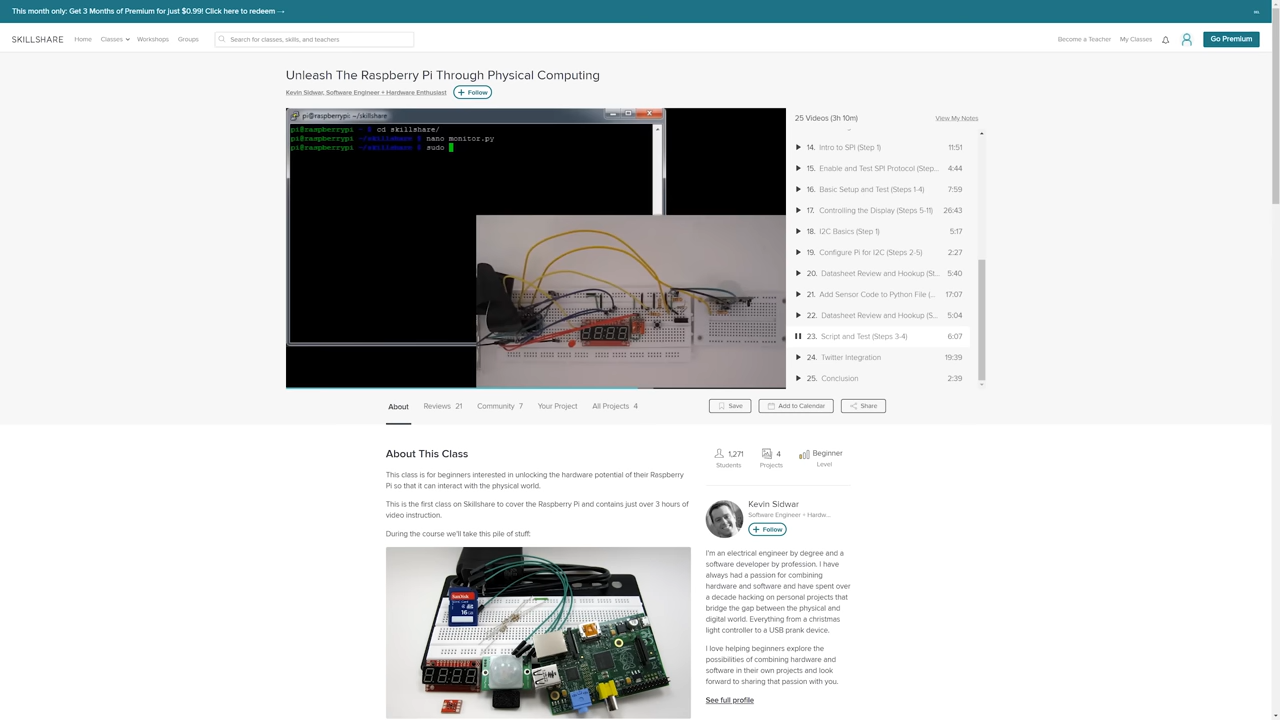 This month only: Get 3 Months of Premium for just $0.99! Click here to redeem →
SKILLSHARE
Home
Classes
Workshops
Groups
Search for classes, skills, and teachers
Become a Teacher
My Classes
Go Premium
Unleash The Raspberry Pi Through Physical Computing
Kevin Sidwar, Software Engineer + Hardware Enthusiast
+ Follow
pi@raspberrypi: ~/skillshare
pi@raspberrypi ~ $ cd skillshare/
pi@raspberrypi ~/skillshare $ nano monitor.py
pi@raspberrypi ~/skillshare $ sudo
25 Videos (3h 10m)
View My Notes
14. Intro to SPI (Step 1) 11:51
15. Enable and Test SPI Protocol (Step... 4:44
16. Basic Setup and Test (Steps 1-4) 7:59
17. Controlling the Display (Steps 5-11) 26:43
18. I2C Basics (Step 1) 5:17
19. Configure Pi for I2C (Steps 2-5) 2:27
20. Datasheet Review and Hookup (St... 5:40
21. Add Sensor Code to Python File (... 17:07
22. Datasheet Review and Hookup (S... 5:04
23. Script and Test (Steps 3-4) 6:07
24. Twitter Integration 19:39
25. Conclusion 2:39
About
Reviews 21
Community 7
Your Project
All Projects 4
Save
Add to Calendar
Share
About This Class
This class is for beginners interested in unlocking the hardware potential of their Raspberry
Pi so that it can interact with the physical world.
This is the first class on Skillshare to cover the Raspberry Pi and contains just over 3 hours of
video instruction.
During the course we'll take this pile of stuff:
SanDisk
16 GB
1,271
Students
4
Projects
Beginner
Level
Kevin Sidwar
Software Engineer + Hardw...
+ Follow
I'm an electrical engineer by degree and a
software developer by profession. I have
always had a passion for combining
hardware and software and have spent over
a decade hacking on personal projects that
bridge the gap between the physical and
digital world. Everything from a christmas
light controller to a USB prank device.
I love helping beginners explore the
possibilities of combining hardware and
software in their own projects and look
forward to sharing that passion with you.
See full profile